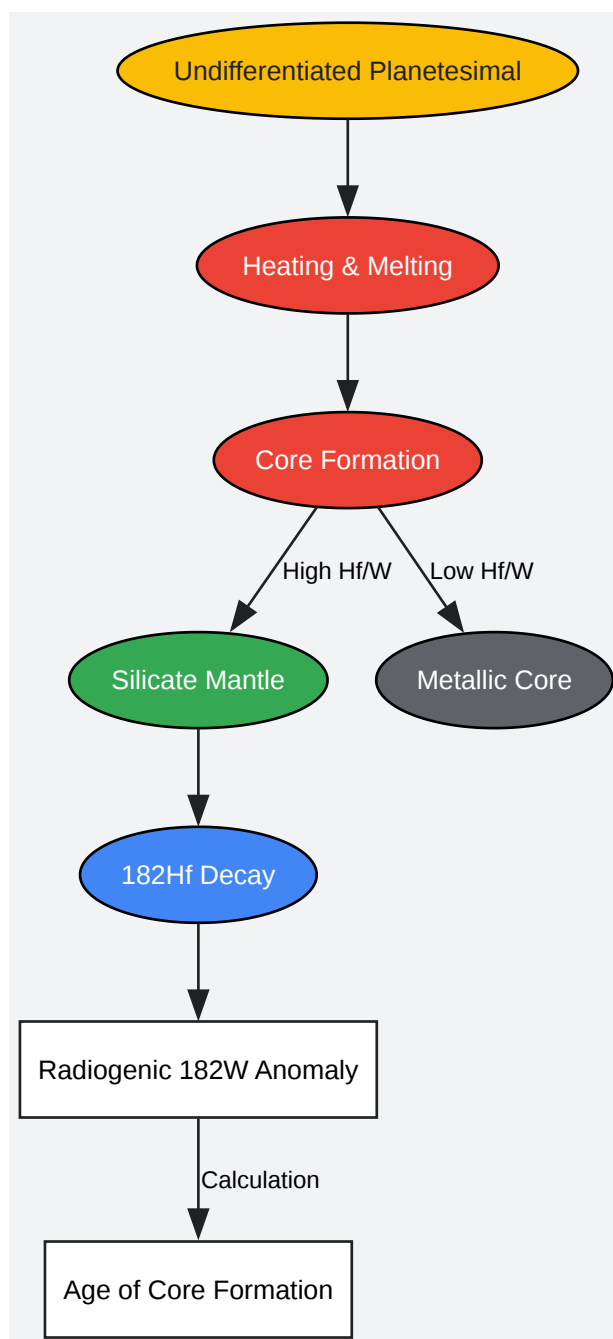 Undifferentiated Planetesimal
Heating & Melting
Core Formation
High Hf/W
Low Hf/W
Silicate Mantle
Metallic Core
182Hf Decay
Radiogenic 182W Anomaly
Calculation
Age of Core Formation